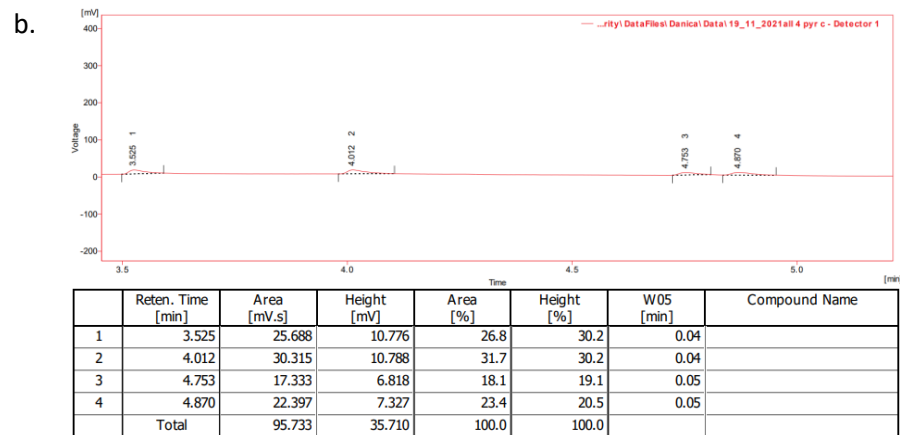 b.
[mV]
...rity\DataFiles\Danica\Data\19_11_2021all 4 pyr c - Detector 1
400
300
200
100
0
-100
-200
Voltage
3.525 1
4.012 2
4.753 3
4.870 4
3.5 4.0 4.5 5.0
Time [min]
Reten. Time [min] Area [mV.s] Height [mV] Area [%] Height [%] W05 [min] Compound Name
1 3.525 25.688 10.776 26.8 30.2 0.04
2 4.012 30.315 10.788 31.7 30.2 0.04
3 4.753 17.333 6.818 18.1 19.1 0.05
4 4.870 22.397 7.327 23.4 20.5 0.05
Total 95.733 35.710 100.0 100.0